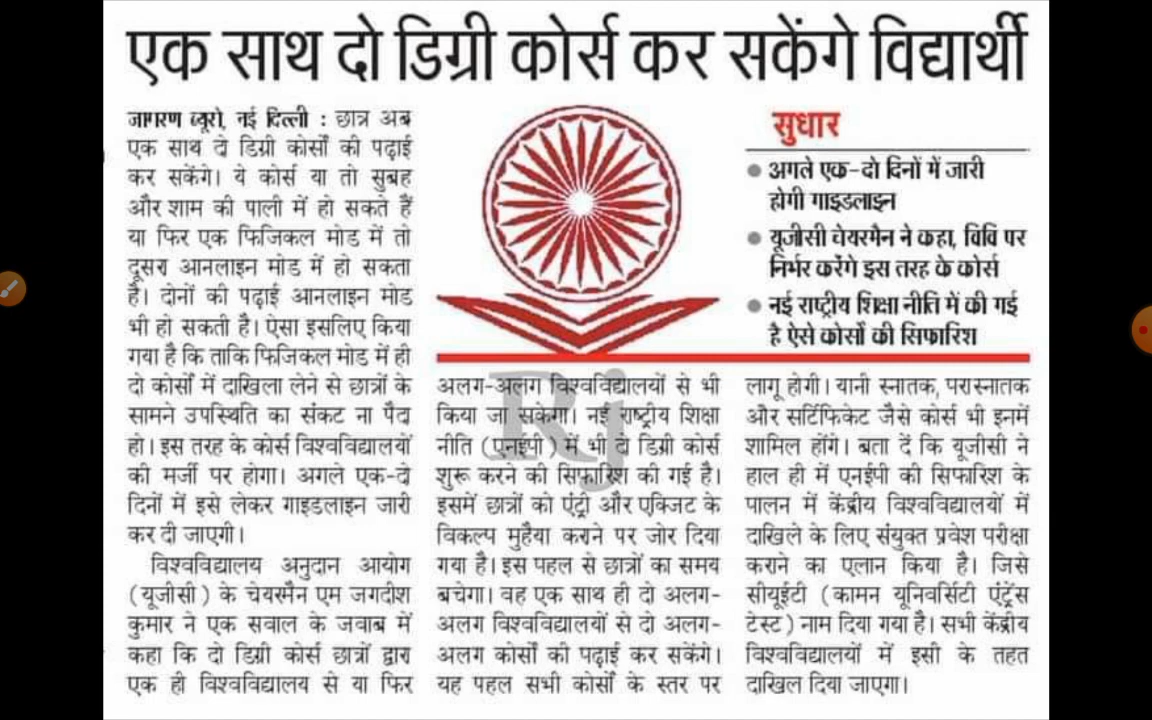 एक साथ दो डिग्री कोर्स कर सकेंगे विद्यार्थी
जागरण ब्यूरो, नई दिल्ली : छात्र अब
एक साथ दो डिग्री कोर्सों की पढ़ाई
कर सकेंगे। ये कोर्स या तो सुबह
और शाम की पाली में हो सकते हैं
या फिर एक फिजिकल मोड में तो
दूसरा आनलाइन मोड में हो सकता
है। दोनों की पढ़ाई आनलाइन मोड
भी हो सकती है। ऐसा इसलिए किया
गया है कि ताकि फिजिकल मोड में ही
दो कोर्सों में दाखिला लेने से छात्रों के
सामने उपस्थिति का संकट ना पैदा
हो। इस तरह के कोर्स विश्वविद्यालयों
की मर्जी पर होगा। अगले एक-दो
दिनों में इसे लेकर गाइडलाइन जारी
कर दी जाएगी।
विश्वविद्यालय अनुदान आयोग
(यूजीसी) के चेयरमैन एम जगदीश
कुमार ने एक सवाल के जवाब में
कहा कि दो डिग्री कोर्स छात्रों द्वारा
एक ही विश्वविद्यालय से या फिर
सुधार
● अगले एक-दो दिनों में जारी
होगी गाइडलाइन
● यूजीसी चेयरमैन ने कहा, विवि पर
निर्भर करेंगे इस तरह के कोर्स
● नई राष्ट्रीय शिक्षा नीति में की गई
है ऐसे कोर्सों की सिफारिश
अलग-अलग विश्वविद्यालयों से भी
किया जा सकेगा। नई राष्ट्रीय शिक्षा
नीति (एनईपी) में भी दो डिग्री कोर्स
शुरू करने की सिफारिश की गई है।
इसमें छात्रों को एंट्री और एक्जिट के
विकल्प मुहैया कराने पर जोर दिया
गया है। इस पहल से छात्रों का समय
बचेगा। वह एक साथ ही दो अलग-
अलग विश्वविद्यालयों से दो अलग-
अलग कोर्सों की पढ़ाई कर सकेंगे।
यह पहल सभी कोर्सों के स्तर पर
लागू होगी। यानी स्नातक, परास्नातक
और सर्टिफिकेट जैसे कोर्स भी इनमें
शामिल होंगे। बता दें कि यूजीसी ने
हाल ही में एनईपी की सिफारिश के
पालन में केंद्रीय विश्वविद्यालयों में
दाखिले के लिए संयुक्त प्रवेश परीक्षा
कराने का एलान किया है। जिसे
सीयूईटी (कामन यूनिवर्सिटी एंट्रेंस
टेस्ट) नाम दिया गया है। सभी केंद्रीय
विश्वविद्यालयों में इसी के तहत
दाखिल दिया जाएगा।
Rj